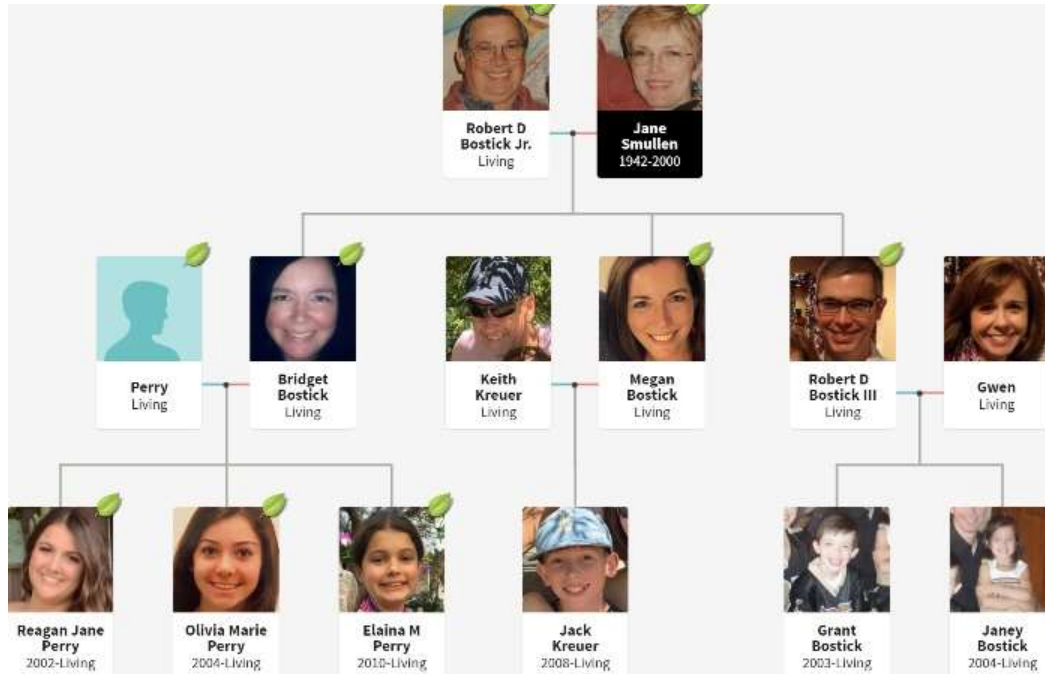 Robert D
Bostick Jr.
Living
Jane
Smullen
1942-2000
Perry
Living
Bridget
Bostick
Living
Keith
Kreuer
Living
Megan
Bostick
Living
Robert D
Bostick III
Living
Gwen
Living
Reagan Jane
Perry
2002-Living
Olivia Marie
Perry
2004-Living
Elaina M
Perry
2010-Living
Jack
Kreuer
2008-Living
Grant
Bostick
2003-Living
Janey
Bostick
2004-Living